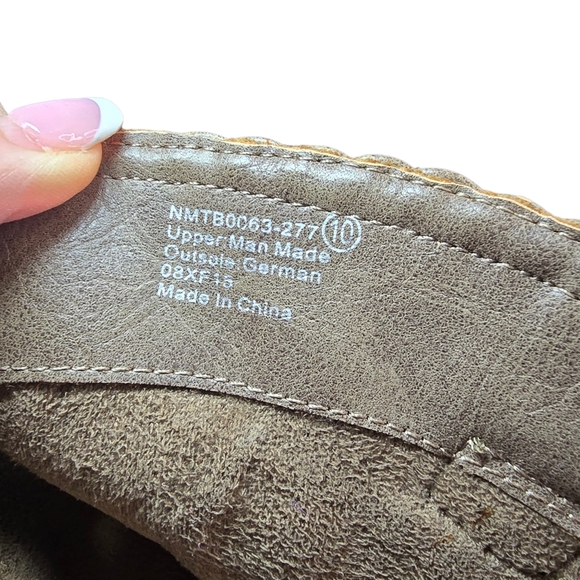 NMTB0063-277 10
Upper Man Made
Outsole German
08XF15
Made In China